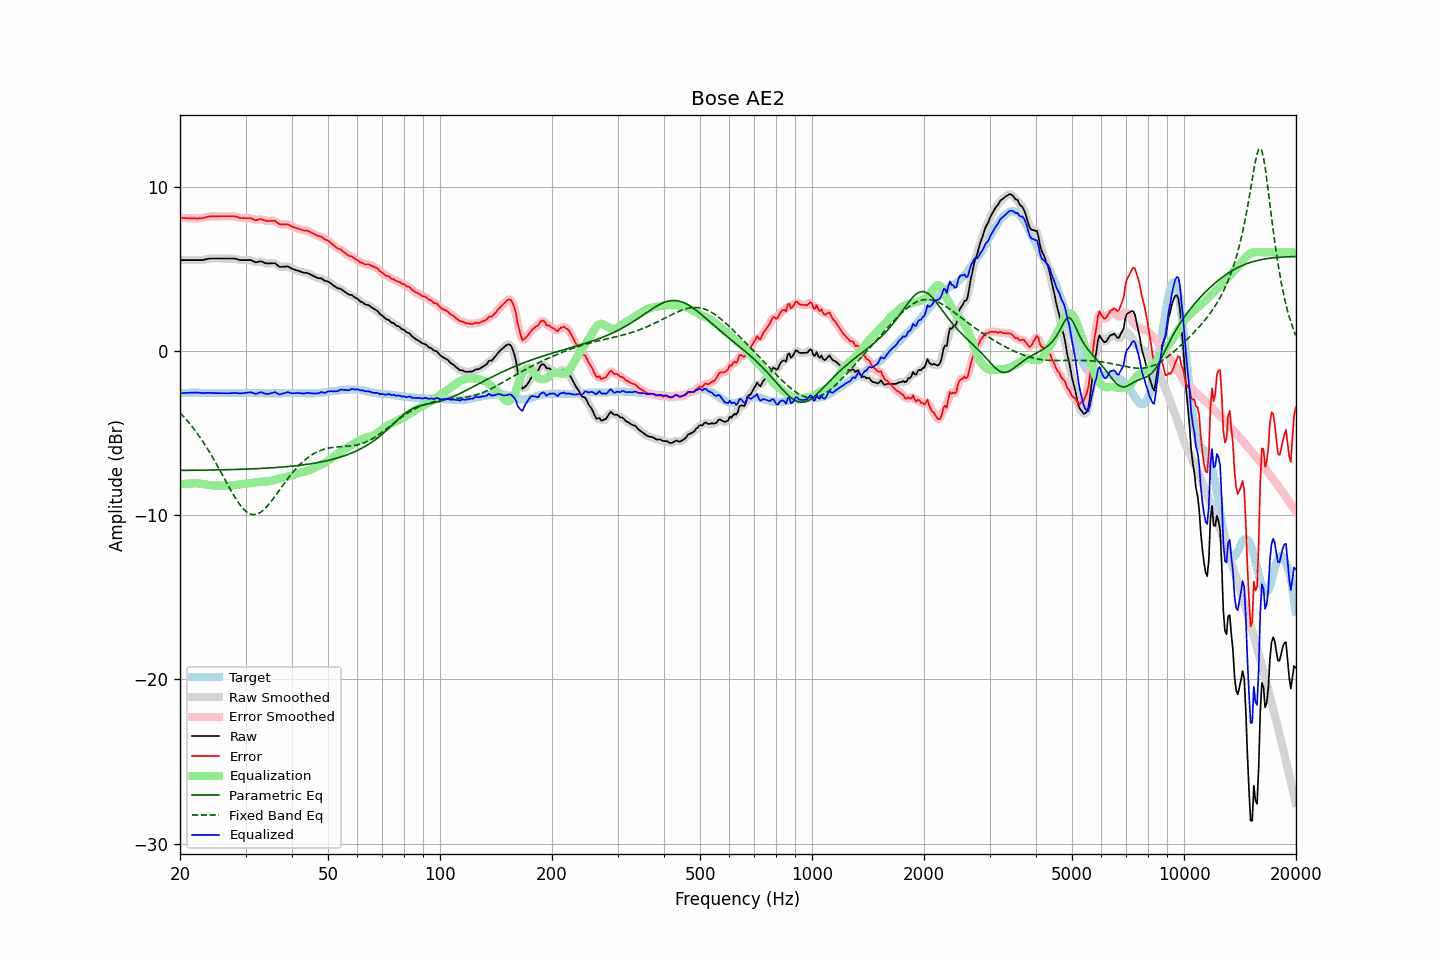 Bose AE2
Amplitude (dBr)
10
0
−10
−20
−30
20
50
100
200
500
1000
2000
5000
10000
20000
Frequency (Hz)
Target
Raw Smoothed
Error Smoothed
Raw
Error
Equalization
Parametric Eq
Fixed Band Eq
Equalized